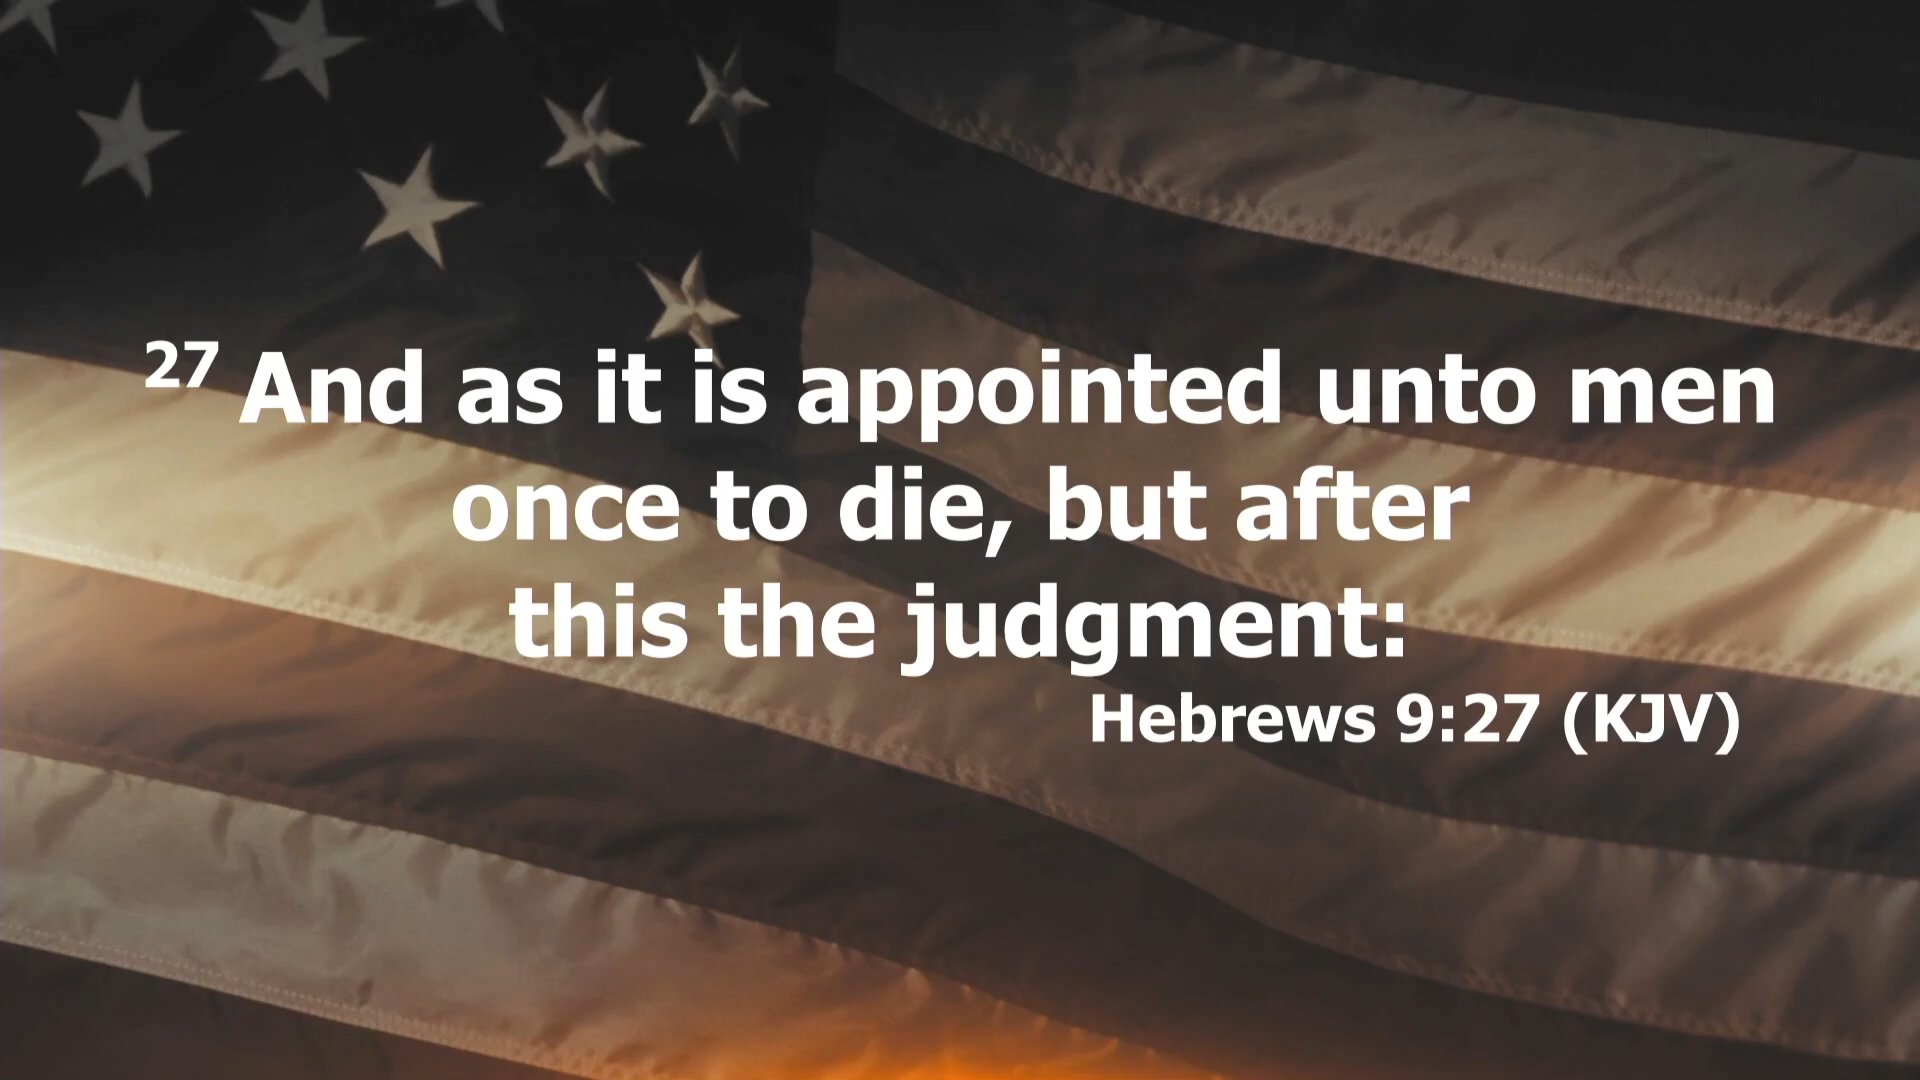 27 And as it is appointed unto men
once to die, but after
this the judgment:
Hebrews 9:27 (KJV)